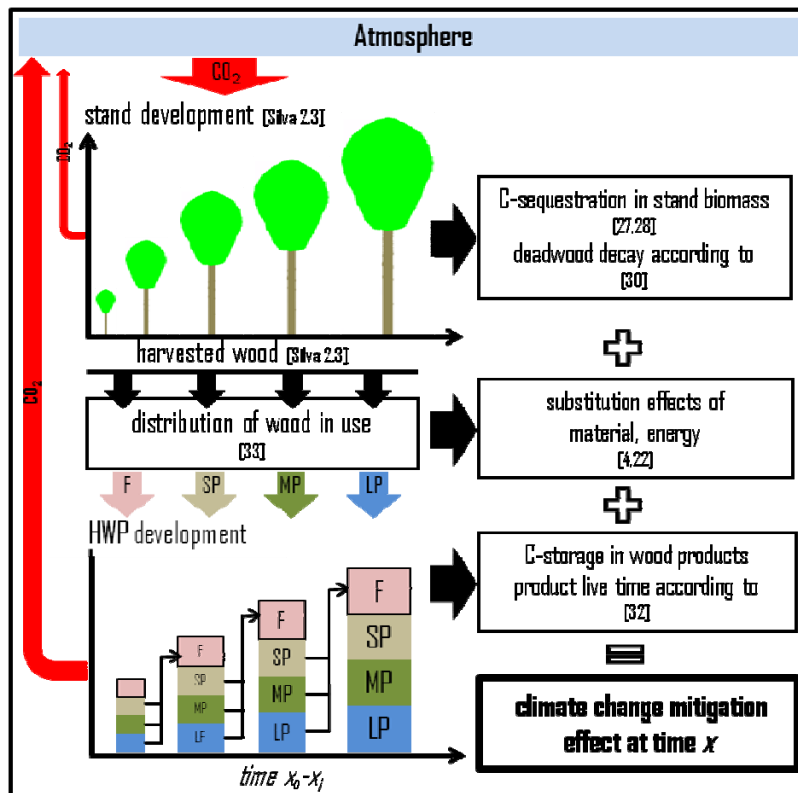 Atmosphere
CO2
stand development [Silva 2.3]
CO2
C-sequestration in stand biomass
[27,28]
deadwood decay according to
[30]
harvested wood [Silva 2.3]
CO2
distribution of wood in use
[33]
substitution effects of
material, energy
[4,22]
F SP MP LP
HWP development
C-storage in wood products
product live time according to
[32]
F
SP
MP
LP
F
SP
MP
LP
F
SP
MP
LP
climate change mitigation
effect at time x
time x0-xi